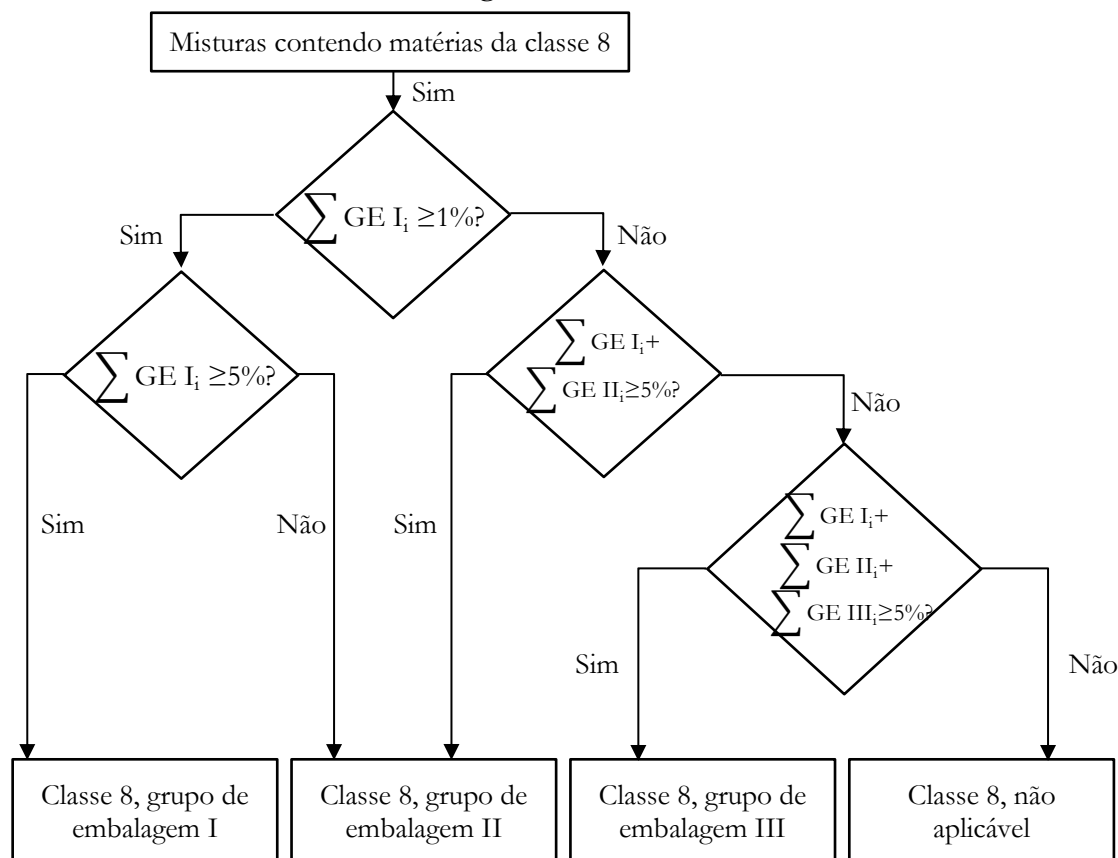 Misturas contendo matérias da classe 8
Sim
∑ GE Iᵢ ≥1%?
Sim
Não
∑ GE Iᵢ ≥5%?
∑ GE Iᵢ+
∑ GE IIᵢ≥5%?
Não
Sim
Não
Sim
∑ GE Iᵢ+
∑ GE IIᵢ+
∑ GE IIIᵢ≥5%?
Sim
Não
Classe 8, grupo de
embalagem I
Classe 8, grupo de
embalagem II
Classe 8, grupo de
embalagem III
Classe 8, não
aplicável